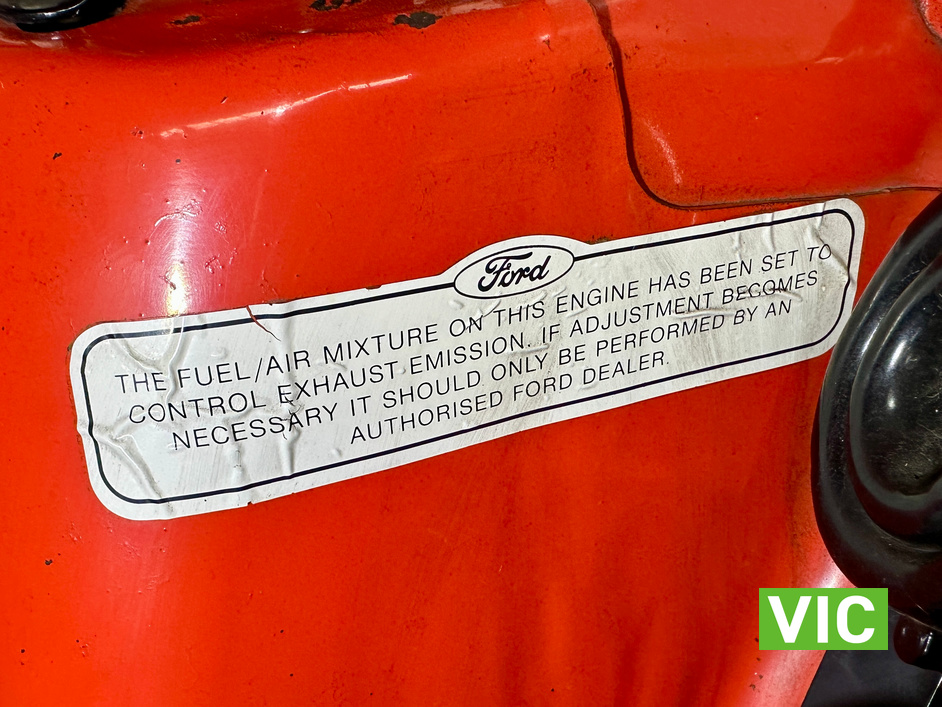 Ford
THE FUEL/AIR MIXTURE ON THIS ENGINE HAS BEEN SET TO
CONTROL EXHAUST EMISSION. IF ADJUSTMENT BECOMES
NECESSARY IT SHOULD ONLY BE PERFORMED BY AN
AUTHORISED FORD DEALER.
VIC